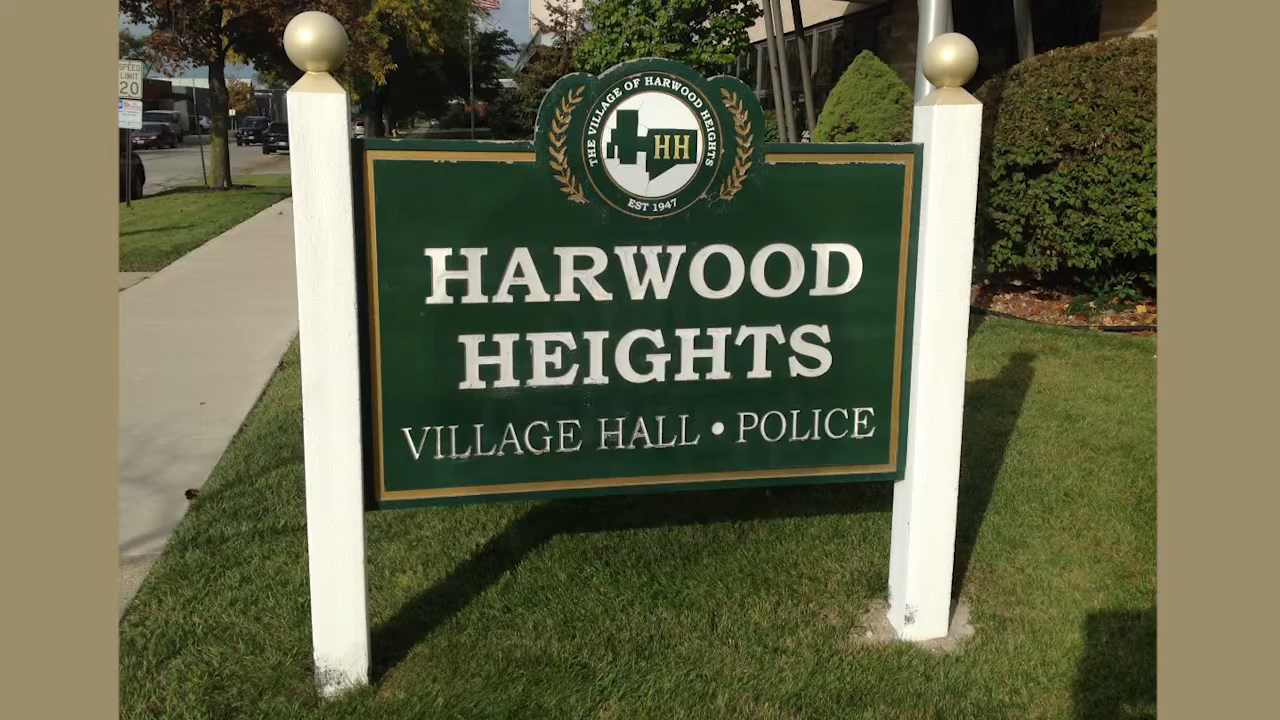 SPEED
LIMIT
20
THE VILLAGE OF HARWOOD HEIGHTS
HH
EST 1947
HARWOOD
HEIGHTS
VILLAGE HALL • POLICE